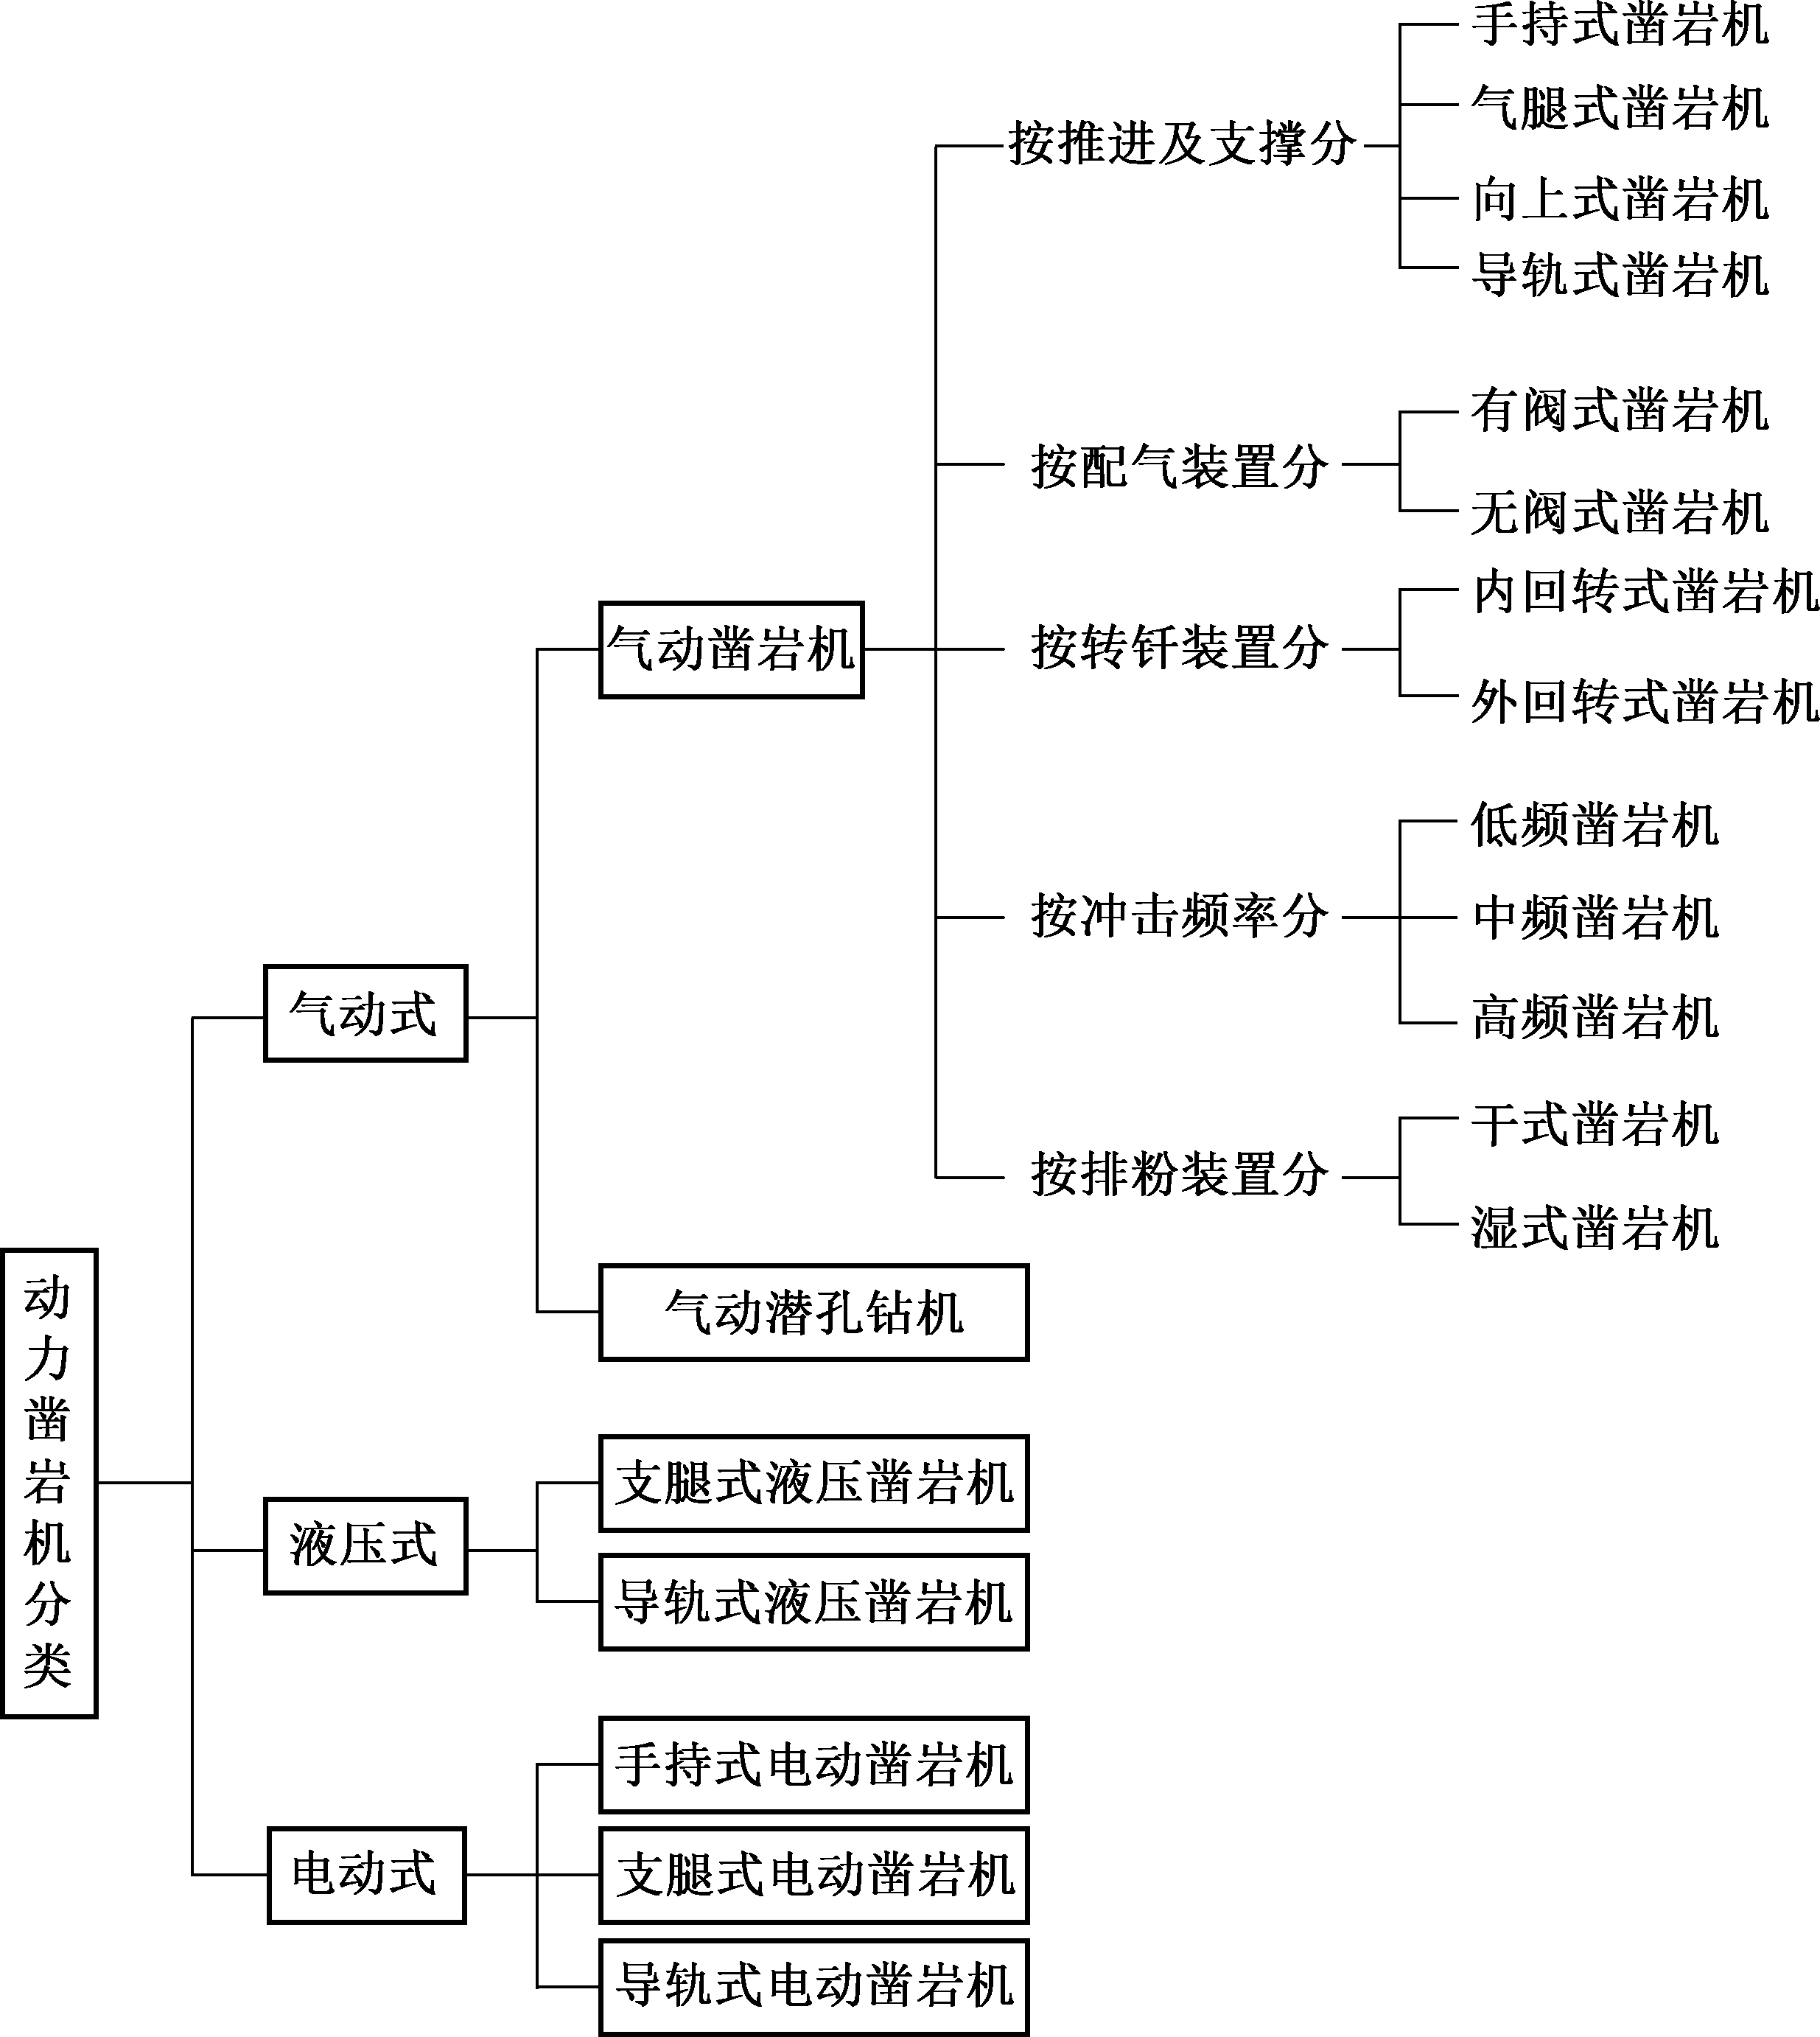 动力凿岩机分类
气动式
气动凿岩机
按推进及支撑分
手持式凿岩机
气腿式凿岩机
向上式凿岩机
导轨式凿岩机
按配气装置分
有阀式凿岩机
无阀式凿岩机
按转钎装置分
内回转式凿岩机
外回转式凿岩机
按冲击频率分
低频凿岩机
中频凿岩机
高频凿岩机
按排粉装置分
干式凿岩机
湿式凿岩机
气动潜孔钻机
液压式
支腿式液压凿岩机
导轨式液压凿岩机
电动式
手持式电动凿岩机
支腿式电动凿岩机
导轨式电动凿岩机